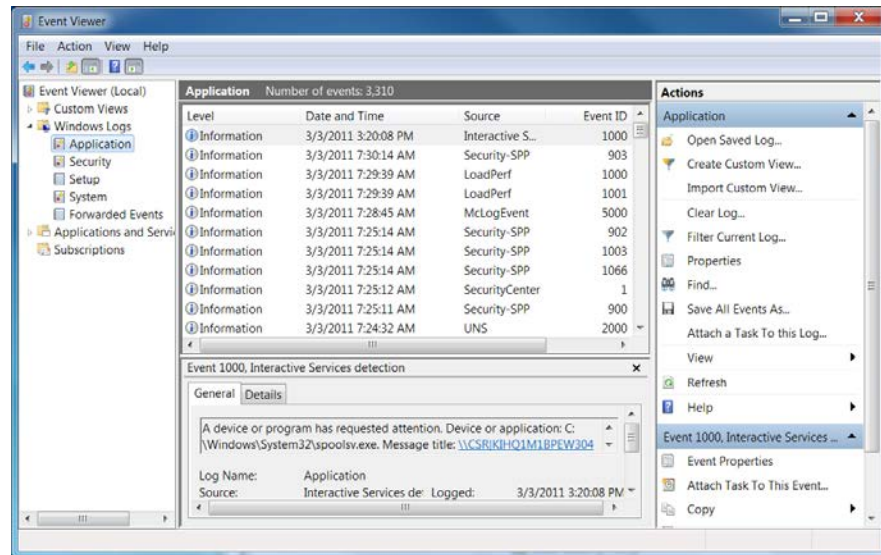 Event Viewer
File Action View Help
Event Viewer (Local)
Custom Views
Windows Logs
Application
Security
Setup
System
Forwarded Events
Applications and Servi
Subscriptions
Application Number of events: 3,310
Level Date and Time Source Event ID
Information 3/3/2011 3:20:08 PM Interactive S... 1000
Information 3/3/2011 7:30:14 AM Security-SPP 903
Information 3/3/2011 7:29:39 AM LoadPerf 1000
Information 3/3/2011 7:29:39 AM LoadPerf 1001
Information 3/3/2011 7:28:45 AM McLogEvent 5000
Information 3/3/2011 7:25:14 AM Security-SPP 902
Information 3/3/2011 7:25:14 AM Security-SPP 1003
Information 3/3/2011 7:25:14 AM Security-SPP 1066
Information 3/3/2011 7:25:12 AM SecurityCenter 1
Information 3/3/2011 7:25:11 AM Security-SPP 900
Information 3/3/2011 7:24:32 AM UNS 2000
Event 1000, Interactive Services detection
General Details
A device or program has requested attention. Device or application: C:
\Windows\System32\spoolsv.exe. Message title:
Log Name: Application
Source: Interactive Services de Logged: 3/3/2011 3:20:08 PM
Actions
Application
Open Saved Log...
Create Custom View...
Import Custom View...
Clear Log...
Filter Current Log...
Properties
Find...
Save All Events As...
Attach a Task To this Log...
View
Refresh
Help
Event 1000, Interactive Services ...
Event Properties
Attach Task To This Event...
Copy